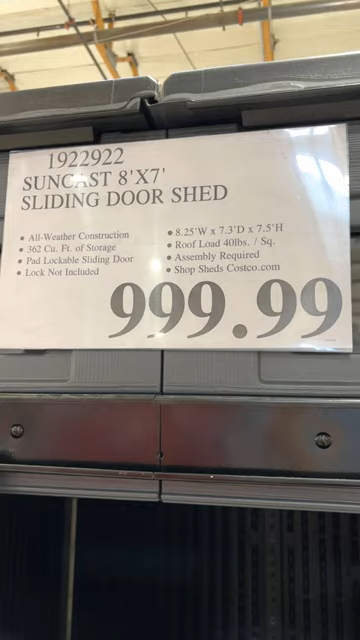 1922922
SUNCAST 8'X7'
SLIDING DOOR SHED
• All-Weather Construction
• 362 Cu. Ft. of Storage
• Pad Lockable Sliding Door
• Lock Not Included
• 8.25'W x 7.3'D x 7.5'H
• Roof Load 40lbs. / Sq.
• Assembly Required
• Shop Sheds Costco.com
999.99